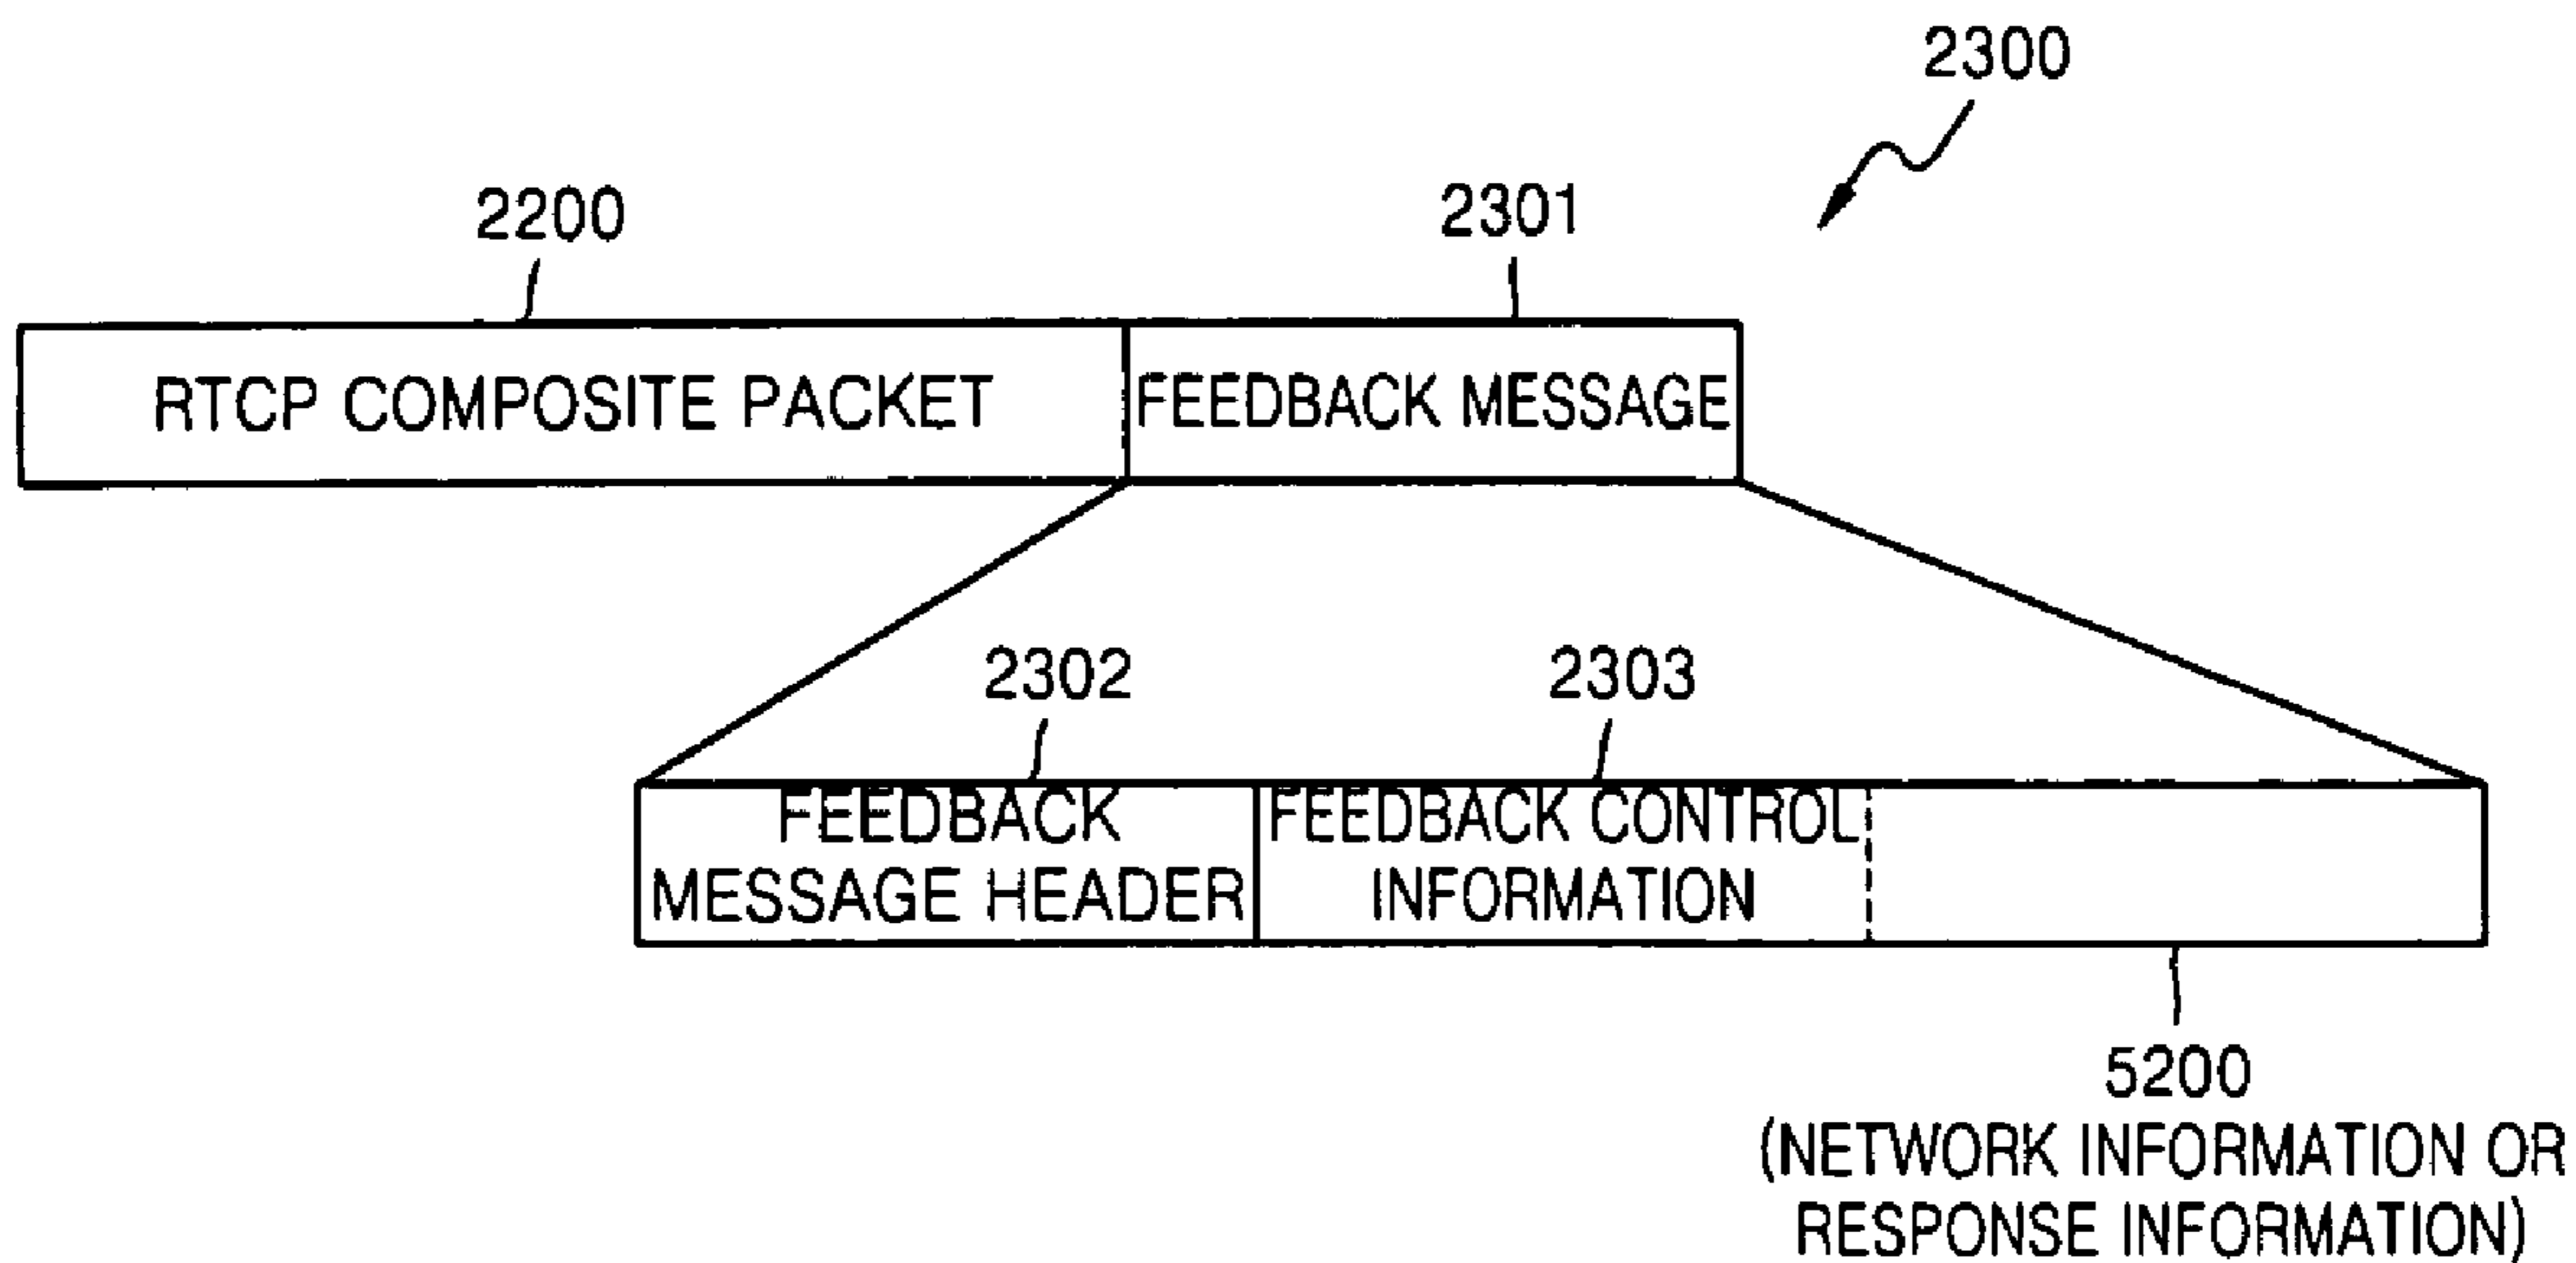 2300
2200
2301
RTCP COMPOSITE PACKET
FEEDBACK MESSAGE
2302
2303
FEEDBACK
MESSAGE HEADER
FEEDBACK CONTROL
INFORMATION
5200
(NETWORK INFORMATION OR
RESPONSE INFORMATION)